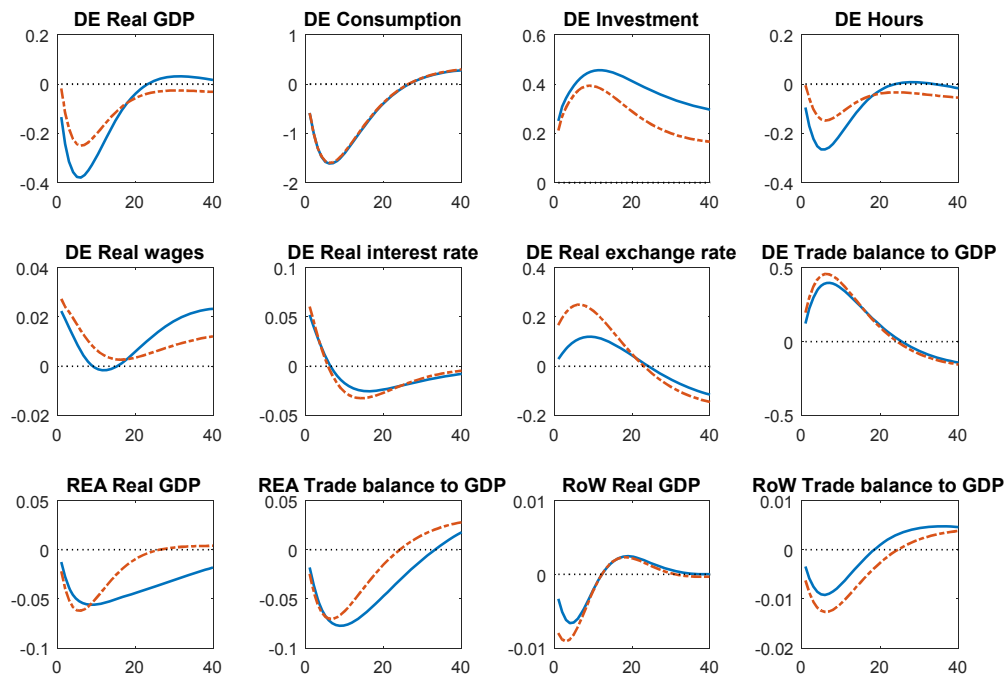 DE Real GDP
0.2
0
-0.2
-0.4
0 20 40
DE Consumption
1
0
-1
-2
0 20 40
DE Investment
0.6
0.4
0.2
0
0 20 40
DE Hours
0.2
0
-0.2
-0.4
0 20 40
DE Real wages
0.04
0.02
0
-0.02
0 20 40
DE Real interest rate
0.1
0.05
0
-0.05
0 20 40
DE Real exchange rate
0.4
0.2
0
-0.2
0 20 40
DE Trade balance to GDP
0.5
0
-0.5
0 20 40
REA Real GDP
0.05
0
-0.05
-0.1
0 20 40
REA Trade balance to GDP
0.05
0
-0.05
-0.1
0 20 40
RoW Real GDP
0.01
0
-0.01
0 20 40
RoW Trade balance to GDP
0.01
0
-0.01
-0.02
0 20 40